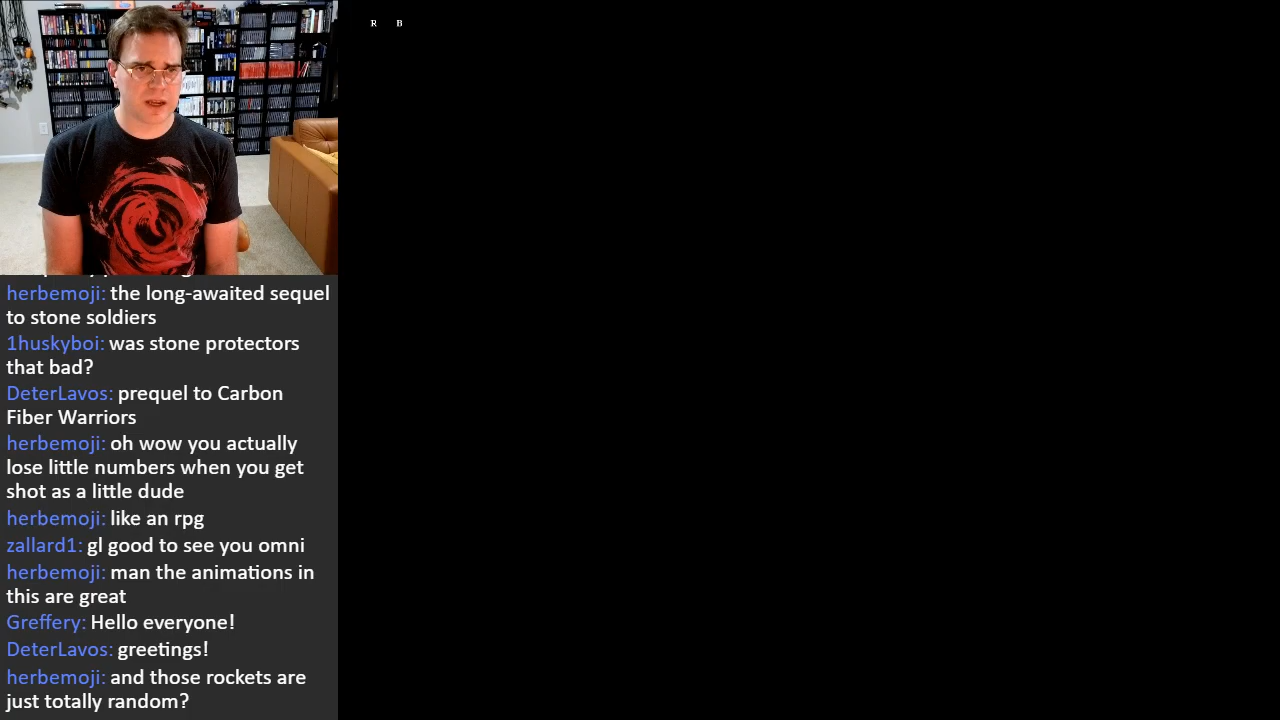 R B
herbemoji: the long-awaited sequel
to stone soldiers
1huskyboi: was stone protectors
that bad?
DeterLavos: prequel to Carbon
Fiber Warriors
herbemoji: oh wow you actually
lose little numbers when you get
shot as a little dude
herbemoji: like an rpg
zallard1: gl good to see you omni
herbemoji: man the animations in
this are great
Greffery: Hello everyone!
DeterLavos: greetings!
herbemoji: and those rockets are
just totally random?